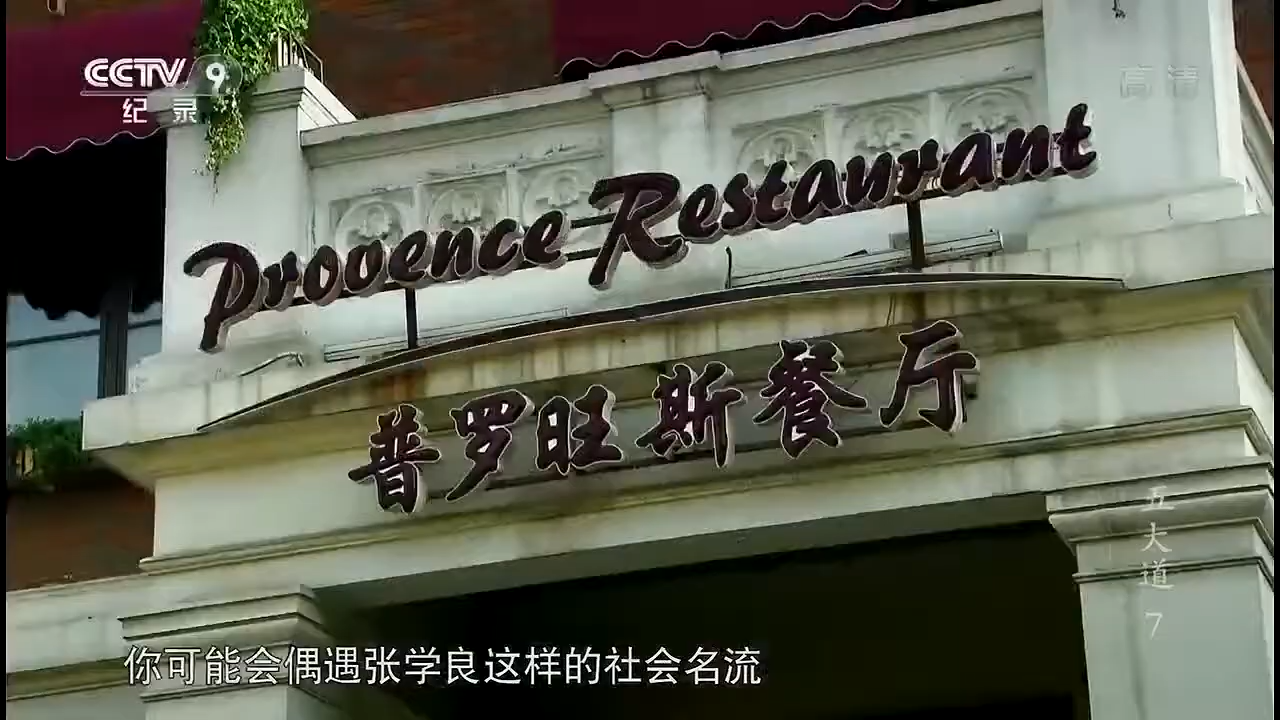 CCTV 9
纪录
高清
Provence Restaurant
普罗旺斯餐厅
五大道 7
你可能会偶遇张学良这样的社会名流